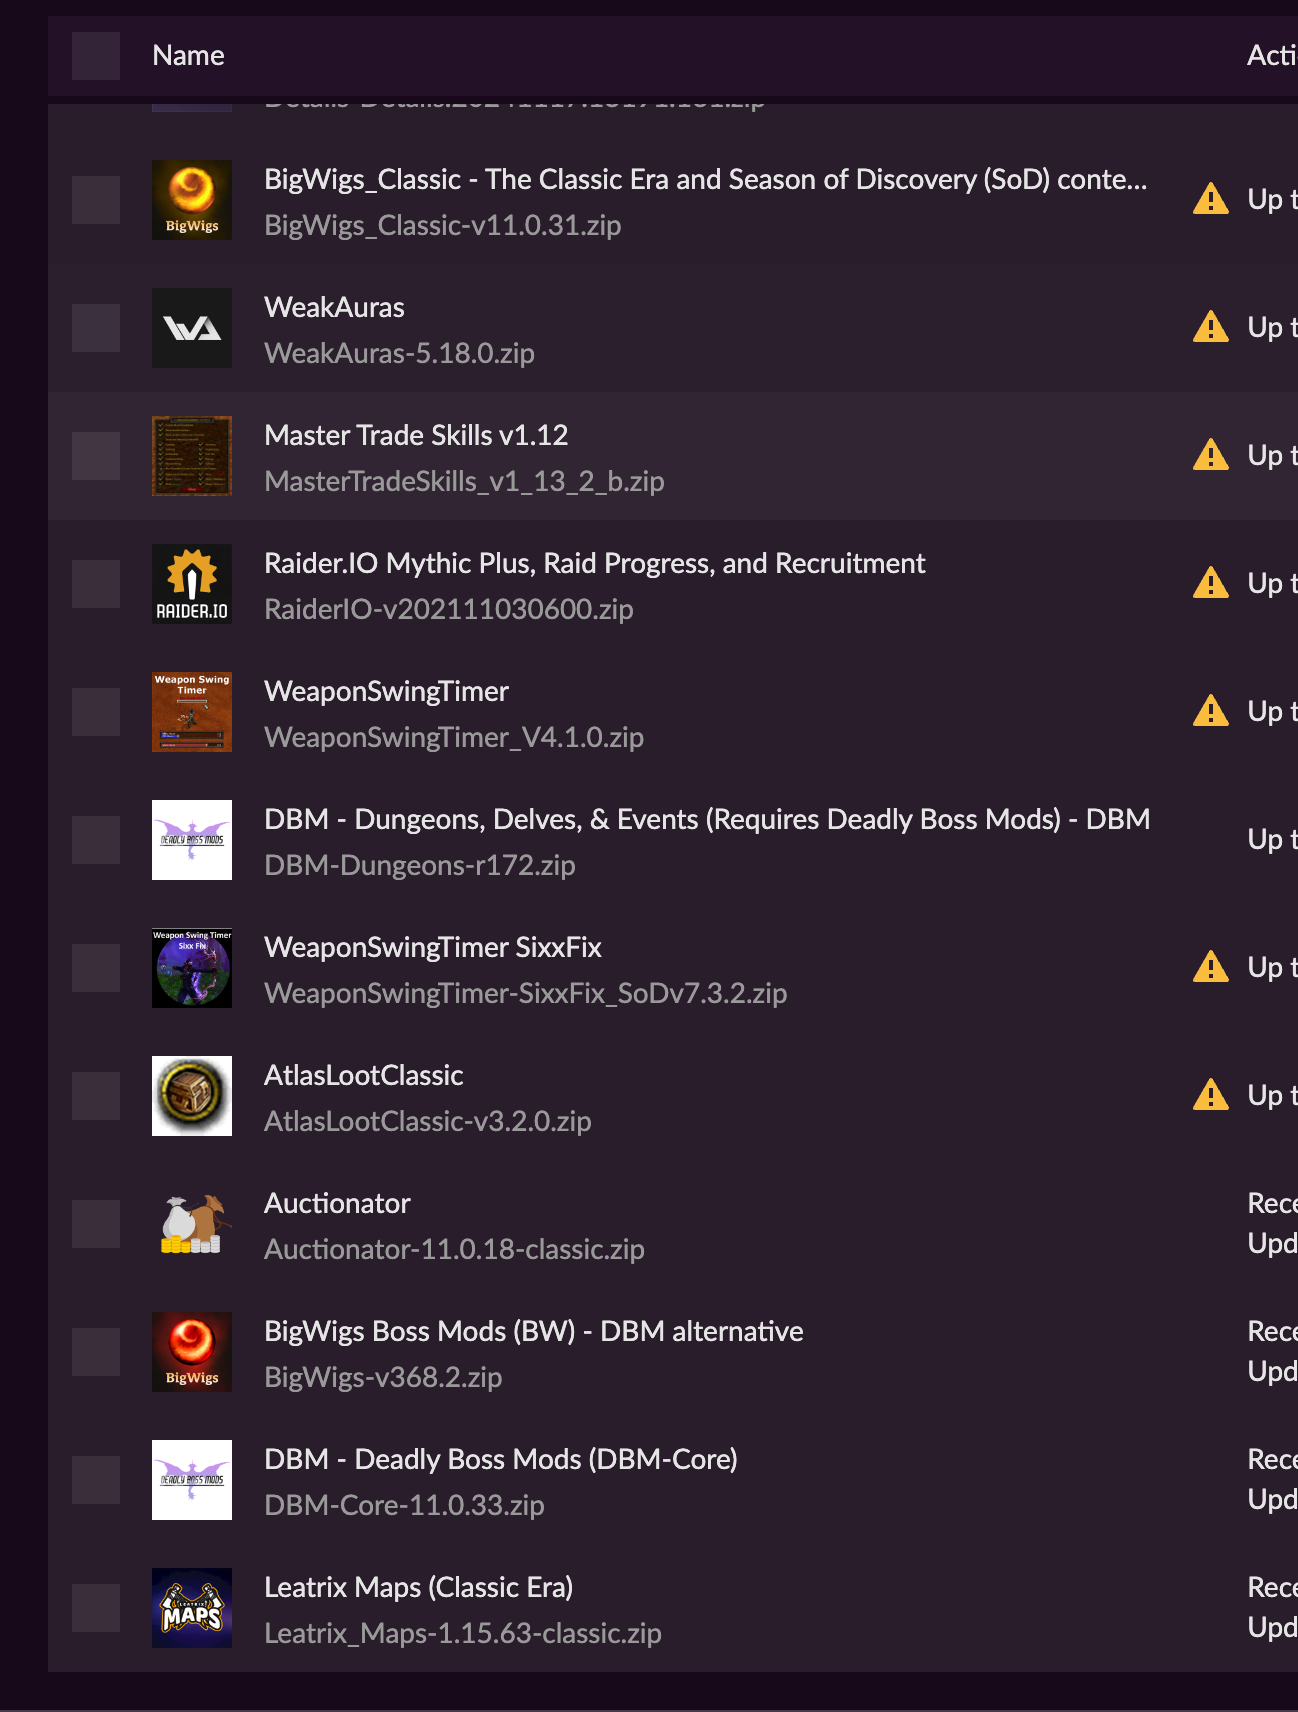 Name
Acti
BigWigs_Classic - The Classic Era and Season of Discovery (SoD) conte...
BigWigs_Classic-v11.0.31.zip
BigWigs
Up t
WeakAuras
WeakAuras-5.18.0.zip
Up t
Master Trade Skills v1.12
MasterTradeSkills_v1_13_2_b.zip
Up t
Raider.IO Mythic Plus, Raid Progress, and Recruitment
RaiderIO-v202111030600.zip
RAIDER.IO
Up t
Weapon Swing
Timer
WeaponSwingTimer
WeaponSwingTimer_V4.1.0.zip
Up t
DBM - Dungeons, Delves, & Events (Requires Deadly Boss Mods) - DBM
DBM-Dungeons-r172.zip
DEADLY BOSS MODS
Up t
Weapon Swing Timer
Sixx Fix
WeaponSwingTimer SixxFix
WeaponSwingTimer-SixxFix_SoDv7.3.2.zip
Up t
AtlasLootClassic
AtlasLootClassic-v3.2.0.zip
Up t
Auctionator
Auctionator-11.0.18-classic.zip
Rece
Upd
BigWigs Boss Mods (BW) - DBM alternative
BigWigs-v368.2.zip
BigWigs
Rece
Upd
DBM - Deadly Boss Mods (DBM-Core)
DBM-Core-11.0.33.zip
DEADLY BOSS MODS
Rece
Upd
Leatrix Maps (Classic Era)
Leatrix_Maps-1.15.63-classic.zip
LEATRIX
MAPS
Rece
Upd